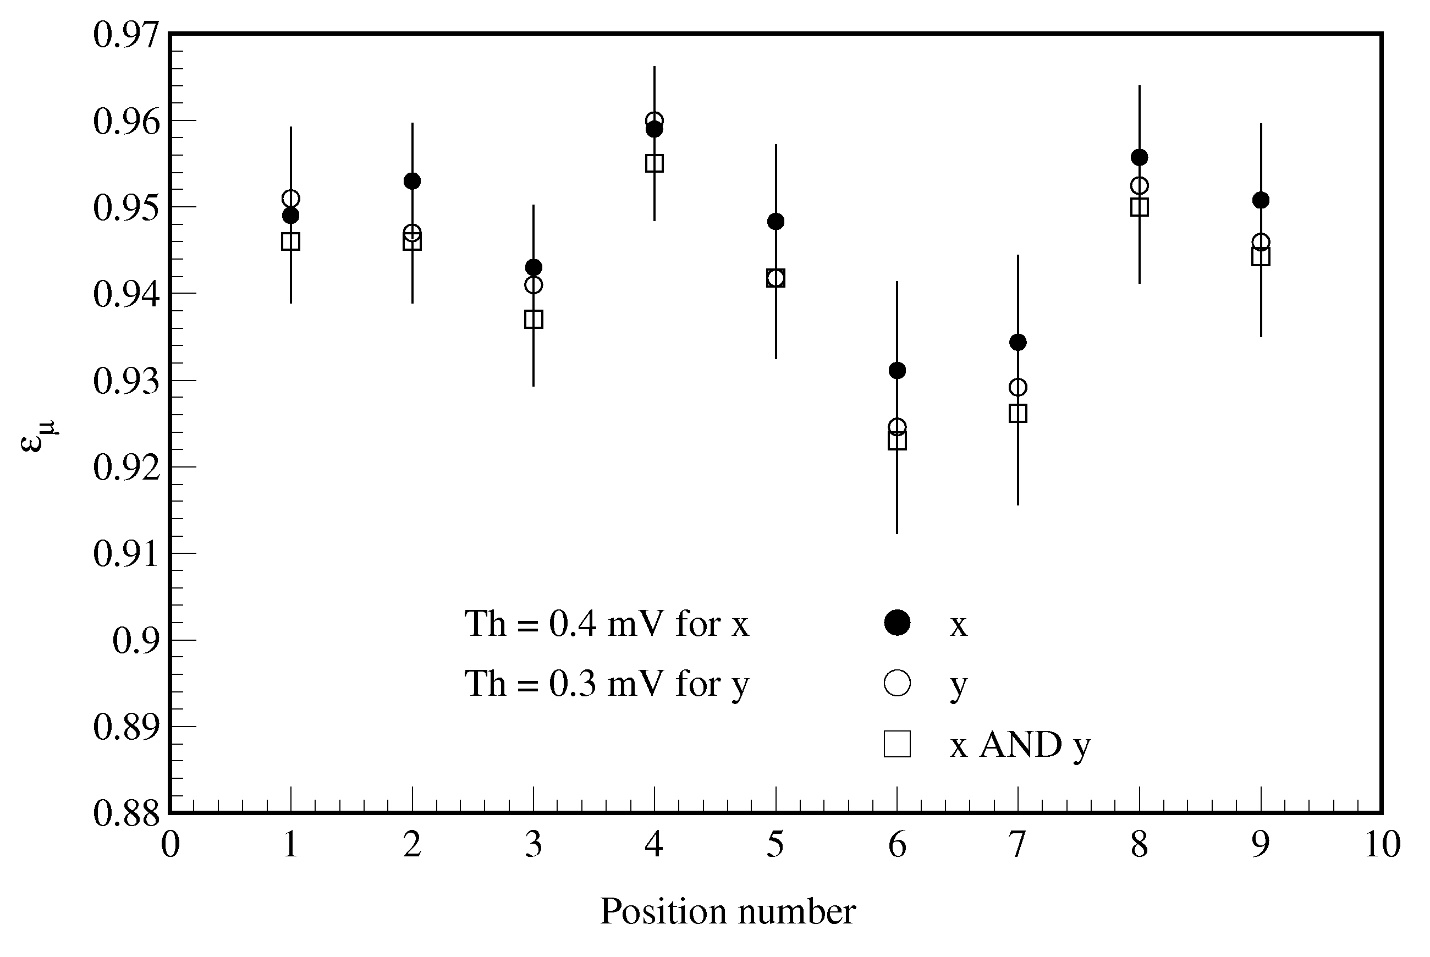 0.97
0.96
0.95
0.94
0.93
0.92
0.91
0.9
0.89
0.88
εμ
Th = 0.4 mV for x
Th = 0.3 mV for y
x
y
x AND y
0 1 2 3 4 5 6 7 8 9 10
Position number